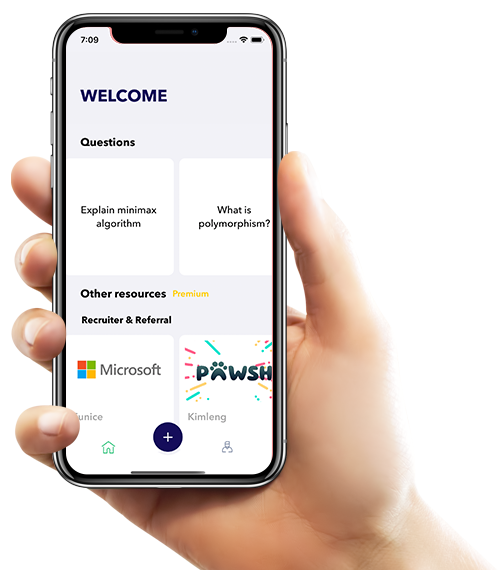 7:09
WELCOME
Questions
Explain minimax
algorithm
What is
polymorphism?
Other resources Premium
Recruiter & Referral
Microsoft
PAWSH
unice
Kimleng
+